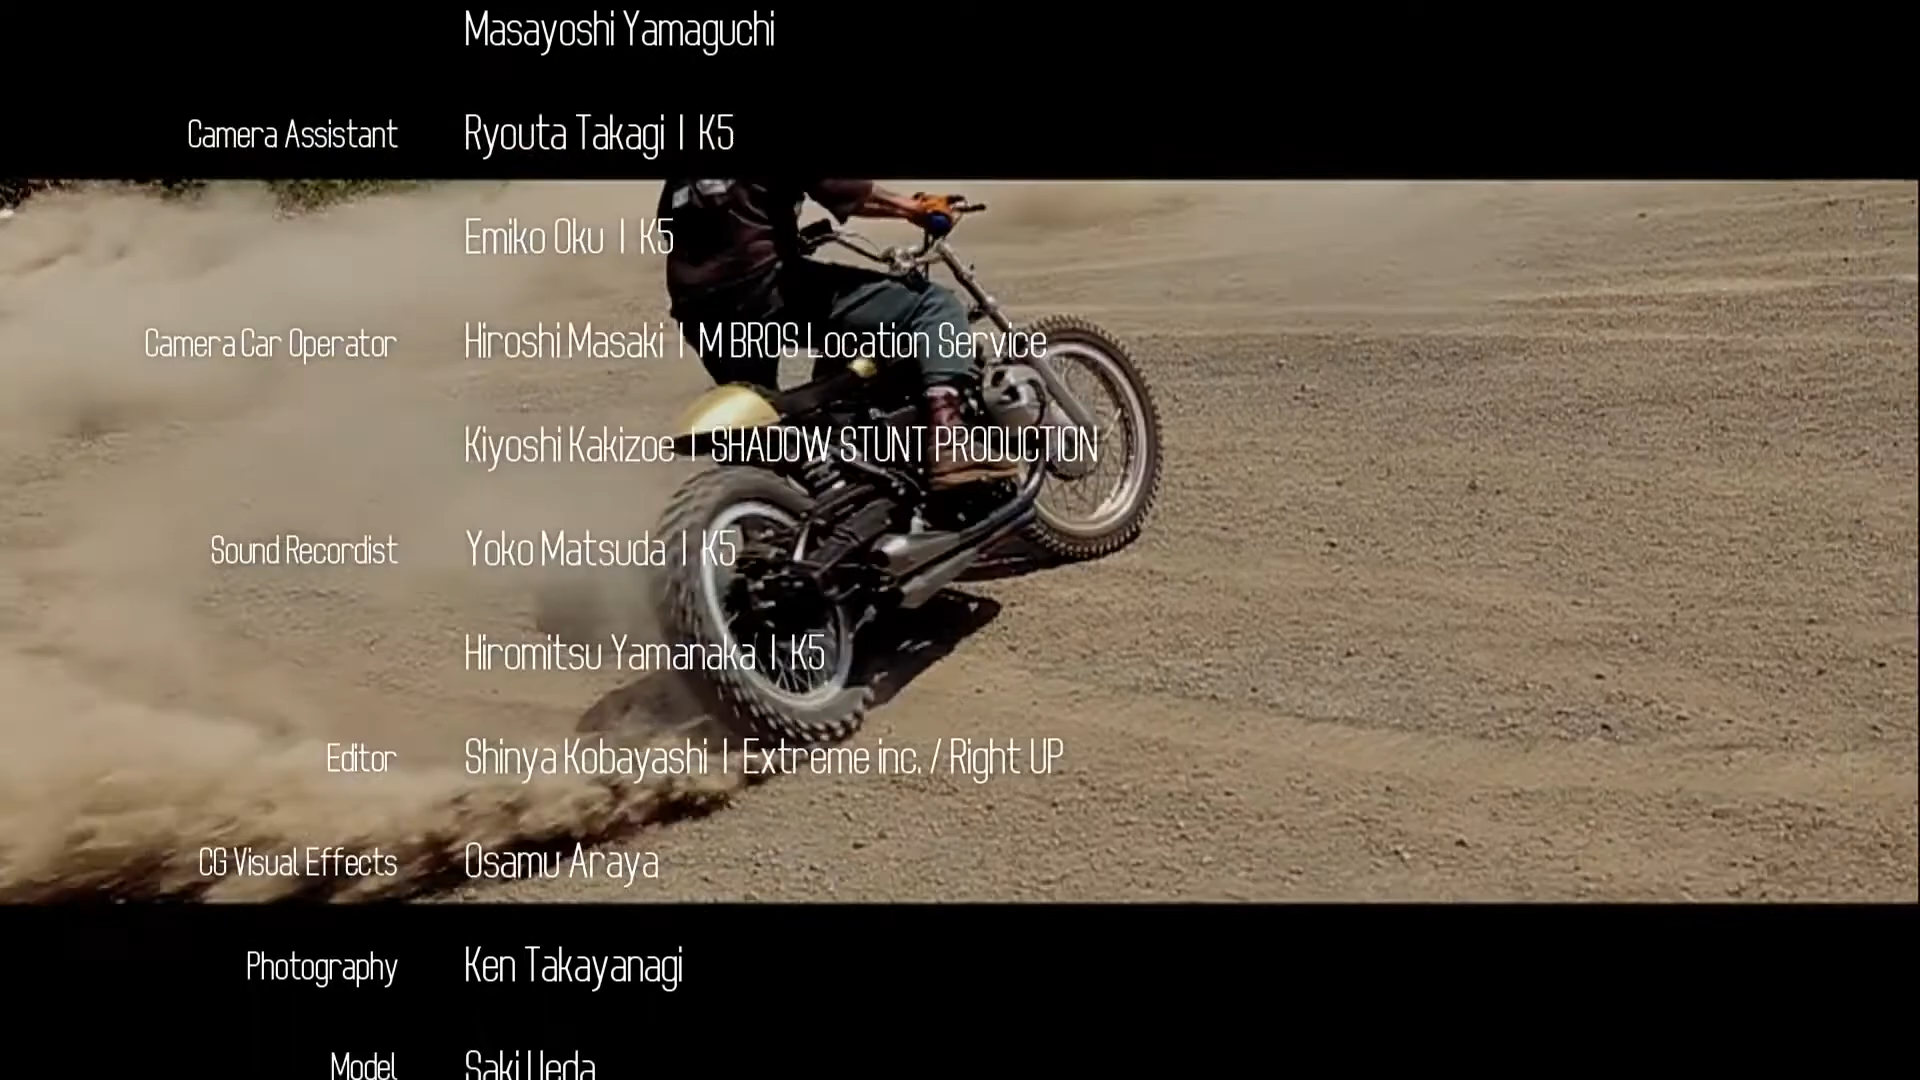 Masayoshi Yamaguchi
Camera Assistant Ryouta Takagi | K5
Emiko Oku | K5
Camera Car Operator Hiroshi Masaki | M BROS Location Service
Kiyoshi Kakizoe | SHADOW STUNT PRODUCTION
Sound Recordist Yoko Matsuda | K5
Hiromitsu Yamanaka | K5
Editor Shinya Kobayashi | Extreme inc. / Right UP
CG Visual Effects Osamu Araya
Photography Ken Takayanagi
Model Saki Ueda